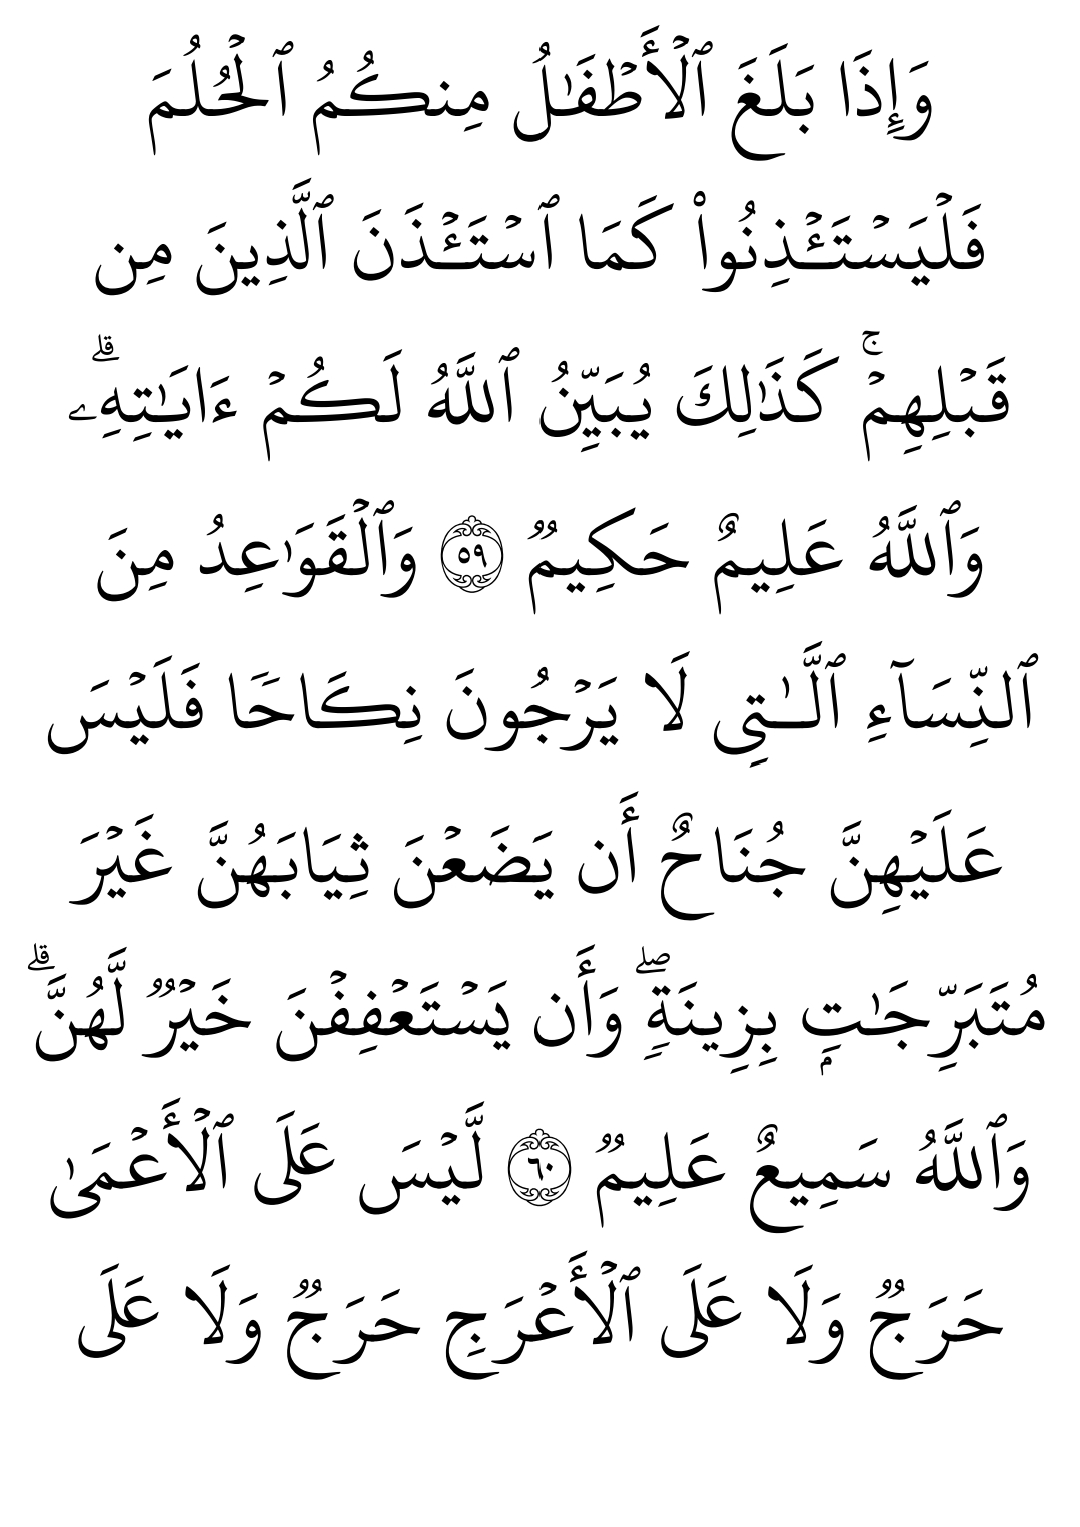 وَإِذَا بَلَغَ ٱلۡأَطۡفَٰلُ مِنكُمُ ٱلۡحُلُمَ
فَلۡيَسۡتَـٔۡذِنُواْ كَمَا ٱسۡتَـٔۡذَنَ ٱلَّذِينَ مِن
قَبۡلِهِمۡۚ كَذَٰلِكَ يُبَيِّنُ ٱللَّهُ لَكُمۡ ءَايَٰتِهِۦۗ
وَٱللَّهُ عَلِيمٌ حَكِيمٞ ٥٩ وَٱلۡقَوَٰعِدُ مِنَ
ٱلنِّسَآءِ ٱلَّـٰتِي لَا يَرۡجُونَ نِكَاحٗا فَلَيۡسَ
عَلَيۡهِنَّ جُنَاحٌ أَن يَضَعۡنَ ثِيَابَهُنَّ غَيۡرَ
مُتَبَرِّجَٰتِۭ بِزِينَةٖۖ وَأَن يَسۡتَعۡفِفۡنَ خَيۡرٞ لَّهُنَّۗ
وَٱللَّهُ سَمِيعٌ عَلِيمٞ ٦٠ لَّيۡسَ عَلَى ٱلۡأَعۡمَىٰ
حَرَجٞ وَلَا عَلَى ٱلۡأَعۡرَجِ حَرَجٞ وَلَا عَلَى